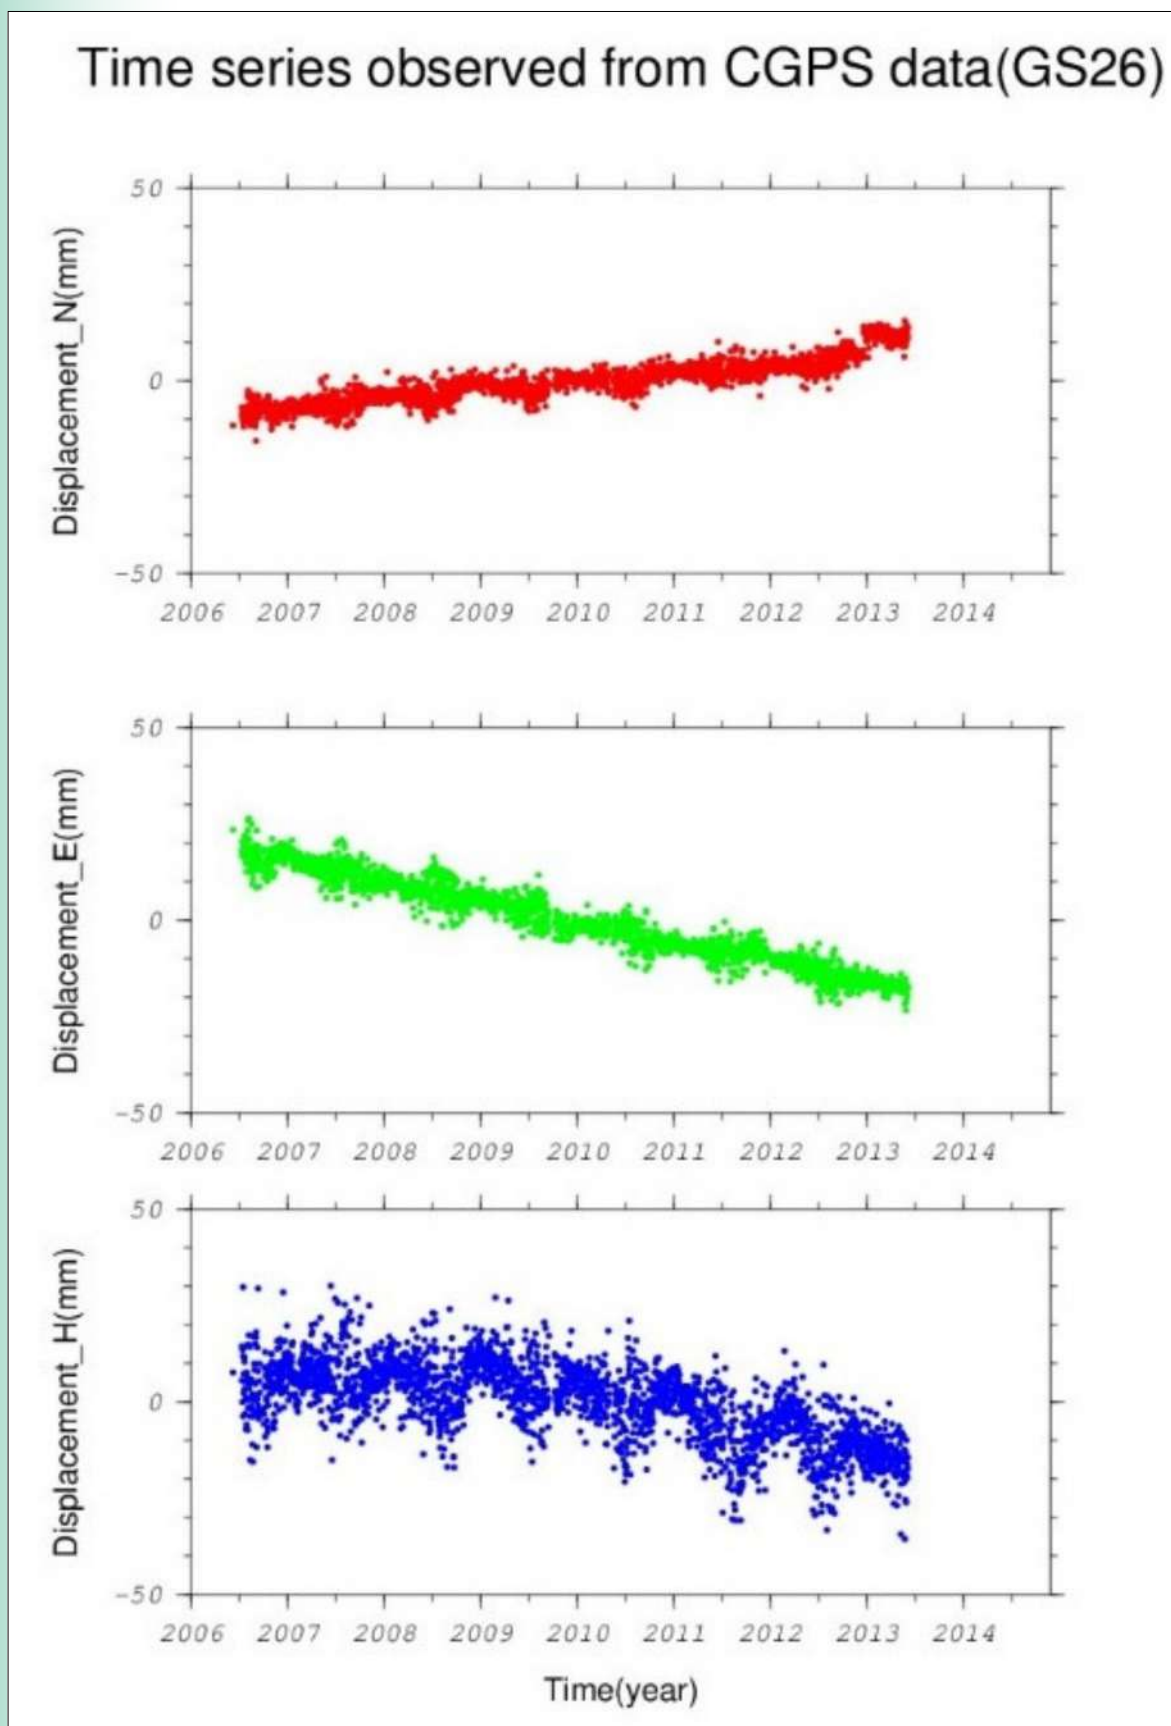 Time series observed from CGPS data(GS26)
50
Displacement_N(mm)
0
-50
2006 2007 2008 2009 2010 2011 2012 2013 2014
50
Displacement_E(mm)
0
-50
2006 2007 2008 2009 2010 2011 2012 2013 2014
50
Displacement_H(mm)
0
-50
2006 2007 2008 2009 2010 2011 2012 2013 2014
Time(year)